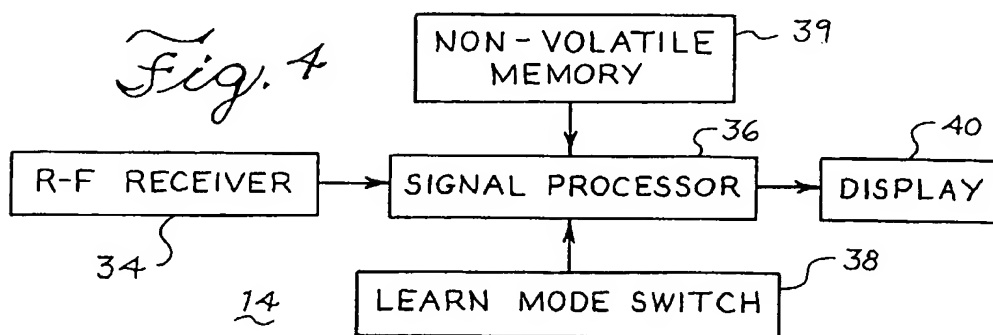 Fig. 4
NON-VOLATILE
MEMORY
39
36
40
R-F RECEIVER
SIGNAL PROCESSOR
DISPLAY
34
38
14
LEARN MODE SWITCH